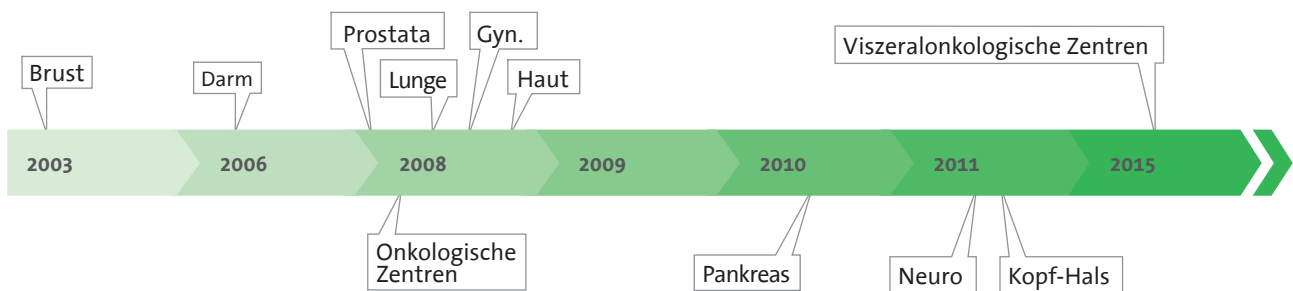 Prostata
Gyn.
Viszeralonkologische Zentren
Brust
Darm
Lunge
Haut
2003
2006
2008
2009
2010
2011
2015
Onkologische
Zentren
Pankreas
Neuro
Kopf-Hals